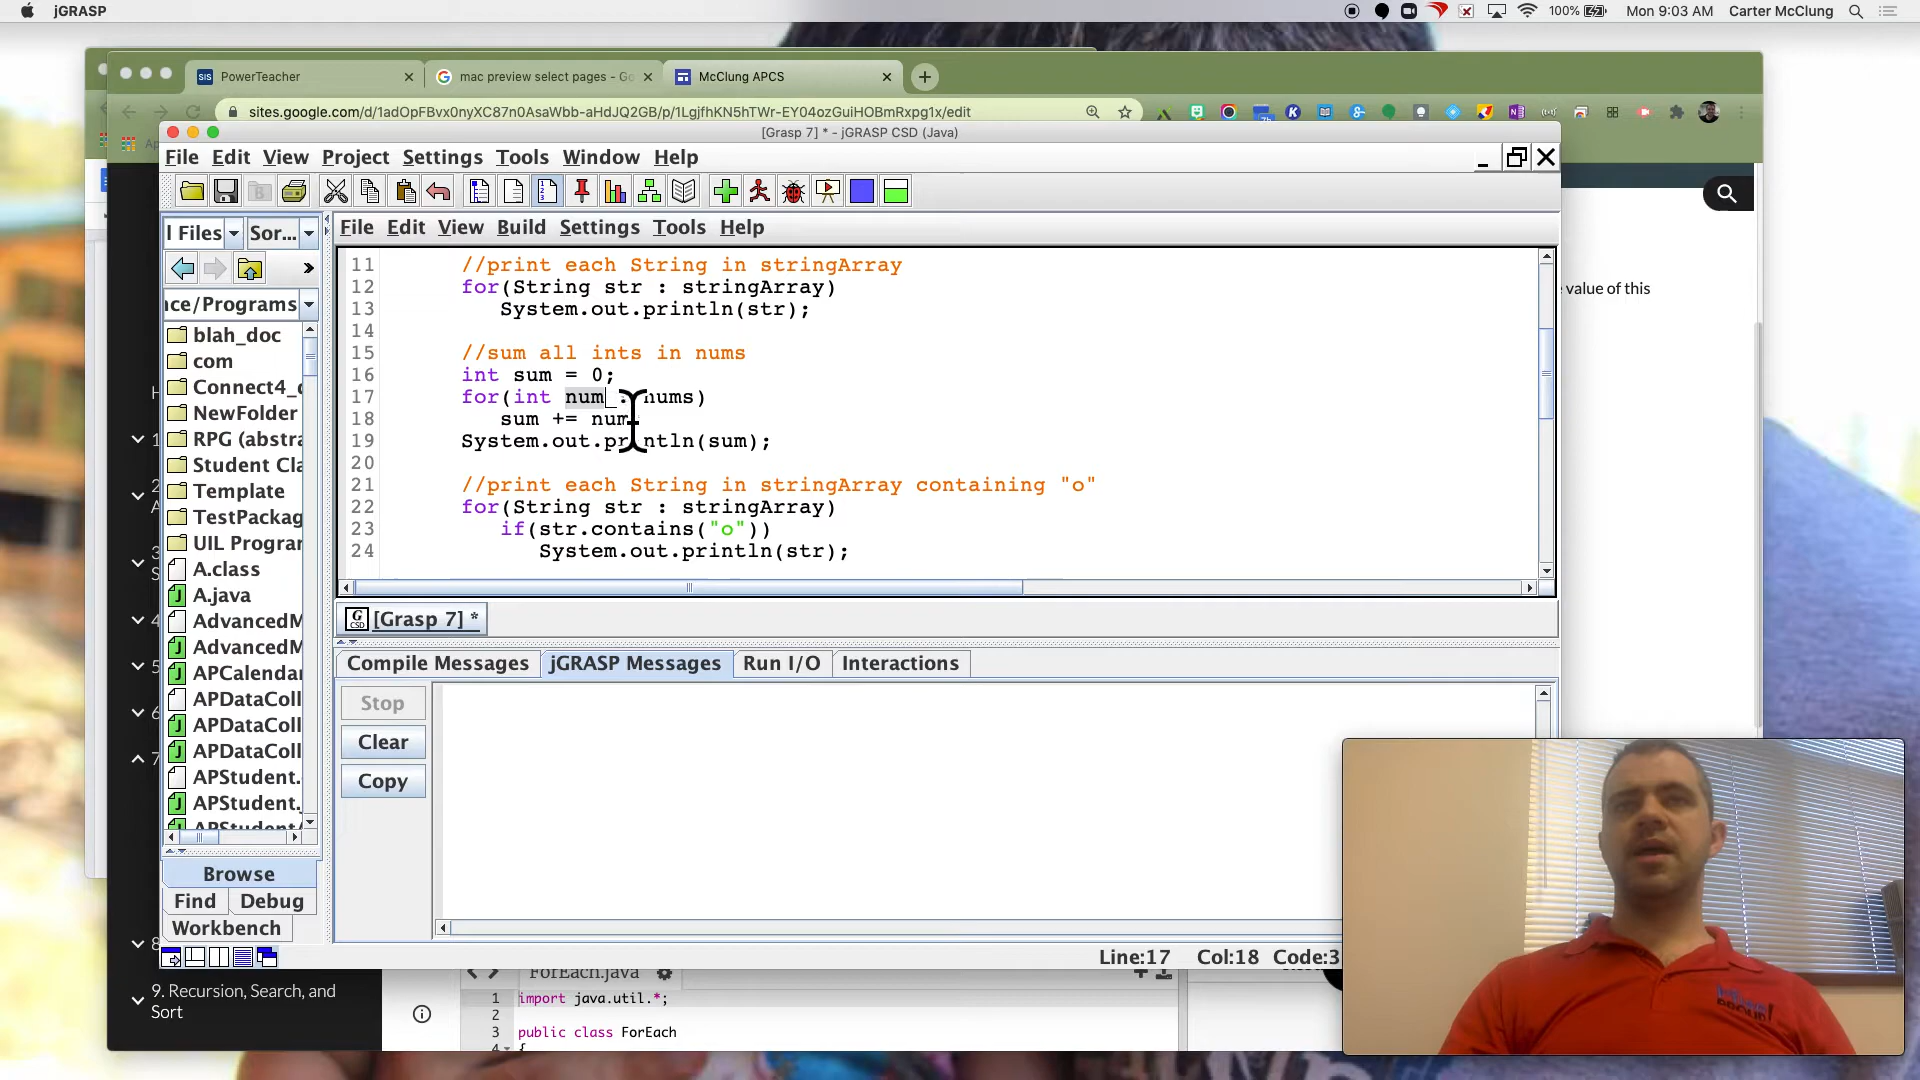 jGRASP
100%
Mon 9:03 AM
Carter McClung
SIS PowerTeacher
mac preview select pages - Go
McClung APCS
sites.google.com/d/1adOpFBvx0nyXC87n0AsaWbb-aHdJQ2GB/p/1LgjfhKN5hTWr-EY04ozGuiHOBmRxpg1x/edit
[Grasp 7] * - jGRASP CSD (Java)
File Edit View Project Settings Tools Window Help
l Files
Sor...
File Edit View Build Settings Tools Help
ce/Programs
blah_doc
com
Connect4_
NewFolder
RPG (abstra
Student Cla
Template
TestPackag
UIL Program
A.class
A.java
AdvancedM
AdvancedM
APCalendar
APDataColl
APDataColl
APDataColl
APStudent.
APStudent.
Browse
Find
Debug
Workbench
11 //print each String in stringArray
12 for(String str : stringArray)
13 System.out.println(str);
14
15 //sum all ints in nums
16 int sum = 0;
17 for(int num : nums)
18 sum += num
19 System.out.println(sum);
20
21 //print each String in stringArray containing "o"
22 for(String str : stringArray)
23 if(str.contains("o"))
24 System.out.println(str);
[Grasp 7] *
Compile Messages
jGRASP Messages
Run I/O
Interactions
Stop
Clear
Copy
Line:17 Col:18 Code:3
value of this
9. Recursion, Search, and
Sort
ForEach.java
1 import java.util.*;
2
3 public class ForEach
4 {